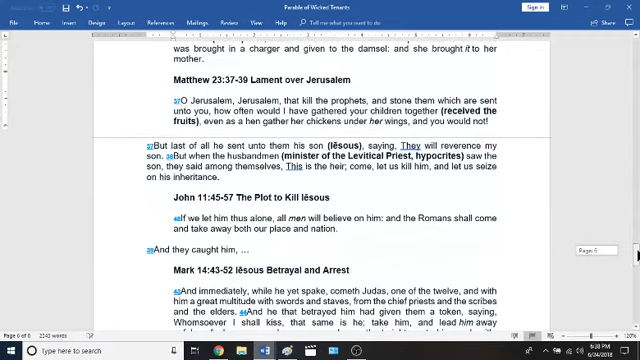 Parable of Wicked Tenants
Sign in
File Home Insert Design Layout References Mailings Review View Tell me what you want to do
was brought in a charger and given to the damsel: and she brought it to her
mother.
Matthew 23:37-39 Lament over Jerusalem
37O Jerusalem, Jerusalem, that kill the prophets, and stone them which are sent
unto you, how often would I have gathered your children together (received the
fruits), even as a hen gather her chickens under her wings, and you would not!
37But last of all he sent unto them his son (Iēsous), saying, They will reverence my
son. 38But when the husbandmen (minister of the Levitical Priest, hypocrites) saw the
son, they said among themselves, This is the heir; come, let us kill him, and let us seize
on his inheritance.
John 11:45-57 The Plot to Kill Iēsous
48If we let him thus alone, all men will believe on him: and the Romans shall come
and take away both our place and nation.
39And they caught him, …
Page: 6
Mark 14:43-52 Iēsous Betrayal and Arrest
43And immediately, while he yet spake, cometh Judas, one of the twelve, and with
him a great multitude with swords and staves, from the chief priests and the scribes
and the elders. 44And he that betrayed him had given them a token, saying,
Whomsoever I shall kiss, that same is he; take him, and lead him away
Page 6 of 8 2243 words
120%
Type here to search
6:38 PM
6/24/2018